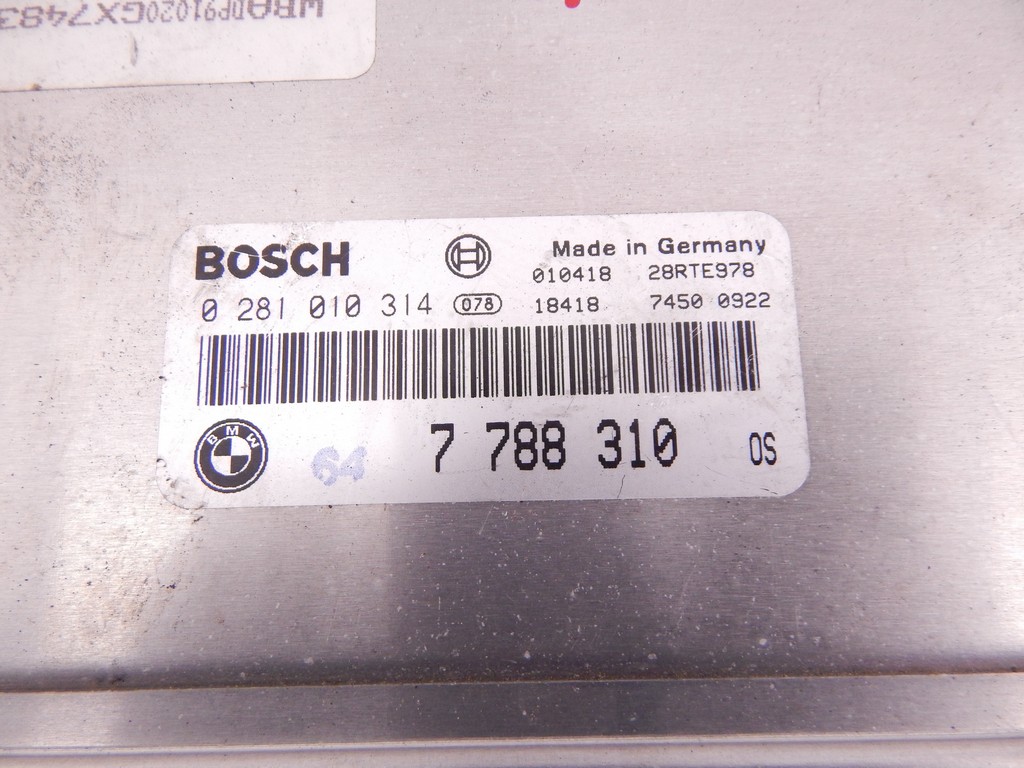 WBADP91020GX7483
BOSCH
Made in Germany
010418 28RTE978
0 281 010 314 078 18418 7450 0922
BMW 64 7 788 310 OS